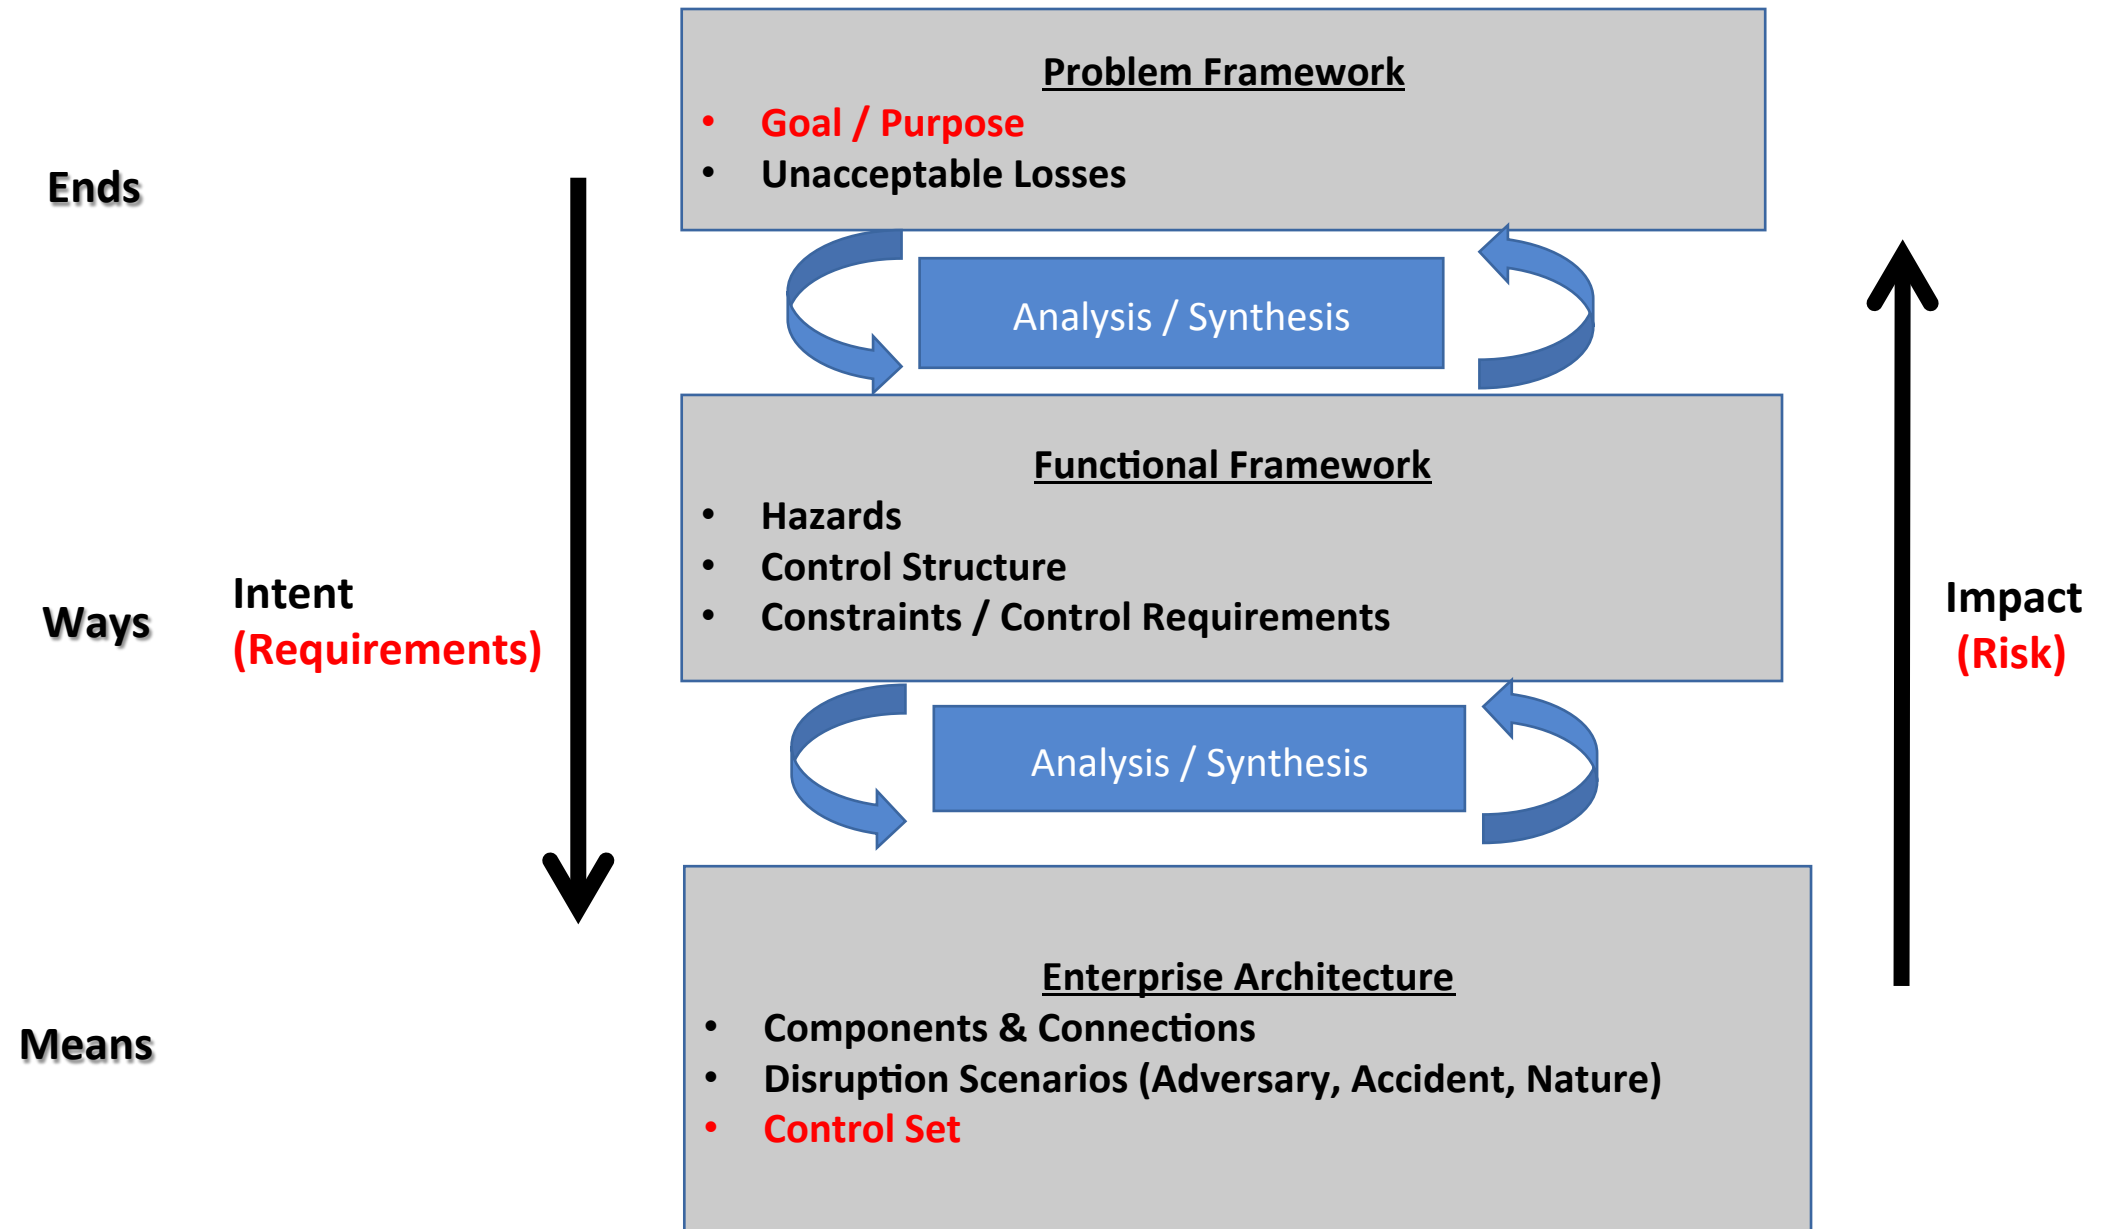 Problem Framework
• Goal / Purpose
• Unacceptable Losses
Ends
Analysis / Synthesis
Functional Framework
• Hazards
• Control Structure
• Constraints / Control Requirements
Ways
Intent
(Requirements)
Impact
(Risk)
Analysis / Synthesis
Enterprise Architecture
• Components & Connections
• Disruption Scenarios (Adversary, Accident, Nature)
• Control Set
Means